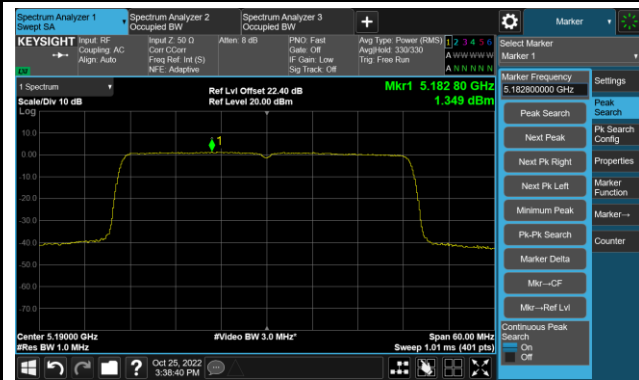 Spectrum Analyzer 1
Swept SA
Spectrum Analyzer 2
Occupied BW
Spectrum Analyzer 3
Occupied BW
+
Marker
KEYSIGHT
Input: RF
Coupling: AC
Align: Auto
Input Z: 50 Ω
Corr CCorr
Freq Ref: Int (S)
NFE: Adaptive
Atten: 8 dB
PNO: Fast
Gate: Off
IF Gain: Low
Sig Track: Off
Avg Type: Power (RMS)
Avg|Hold: 330/330
Trig: Free Run
1 2 3 4 5 6
A W W W W W
A N N N N N
Select Marker
Marker 1
LXI
1 Spectrum
Scale/Div 10 dB
Ref Lvl Offset 22.40 dB
Ref Level 20.00 dBm
Mkr1 5.182 80 GHz
1.349 dBm
Log
10.0
0.00
-10.0
-20.0
-30.0
-40.0
-50.0
-60.0
-70.0
1
Center 5.19000 GHz
#Res BW 1.0 MHz
#Video BW 3.0 MHz*
Span 60.00 MHz
Sweep 1.01 ms (401 pts)
Marker Frequency
5.182800000 GHz
Peak Search
Next Peak
Next Pk Right
Next Pk Left
Minimum Peak
Pk-Pk Search
Marker Delta
Mkr→CF
Mkr→Ref Lvl
Continuous Peak
Search
On
Off
Settings
Peak
Search
Pk Search
Config
Properties
Marker
Function
Marker→
Counter
?
Oct 25, 2022
3:38:40 PM